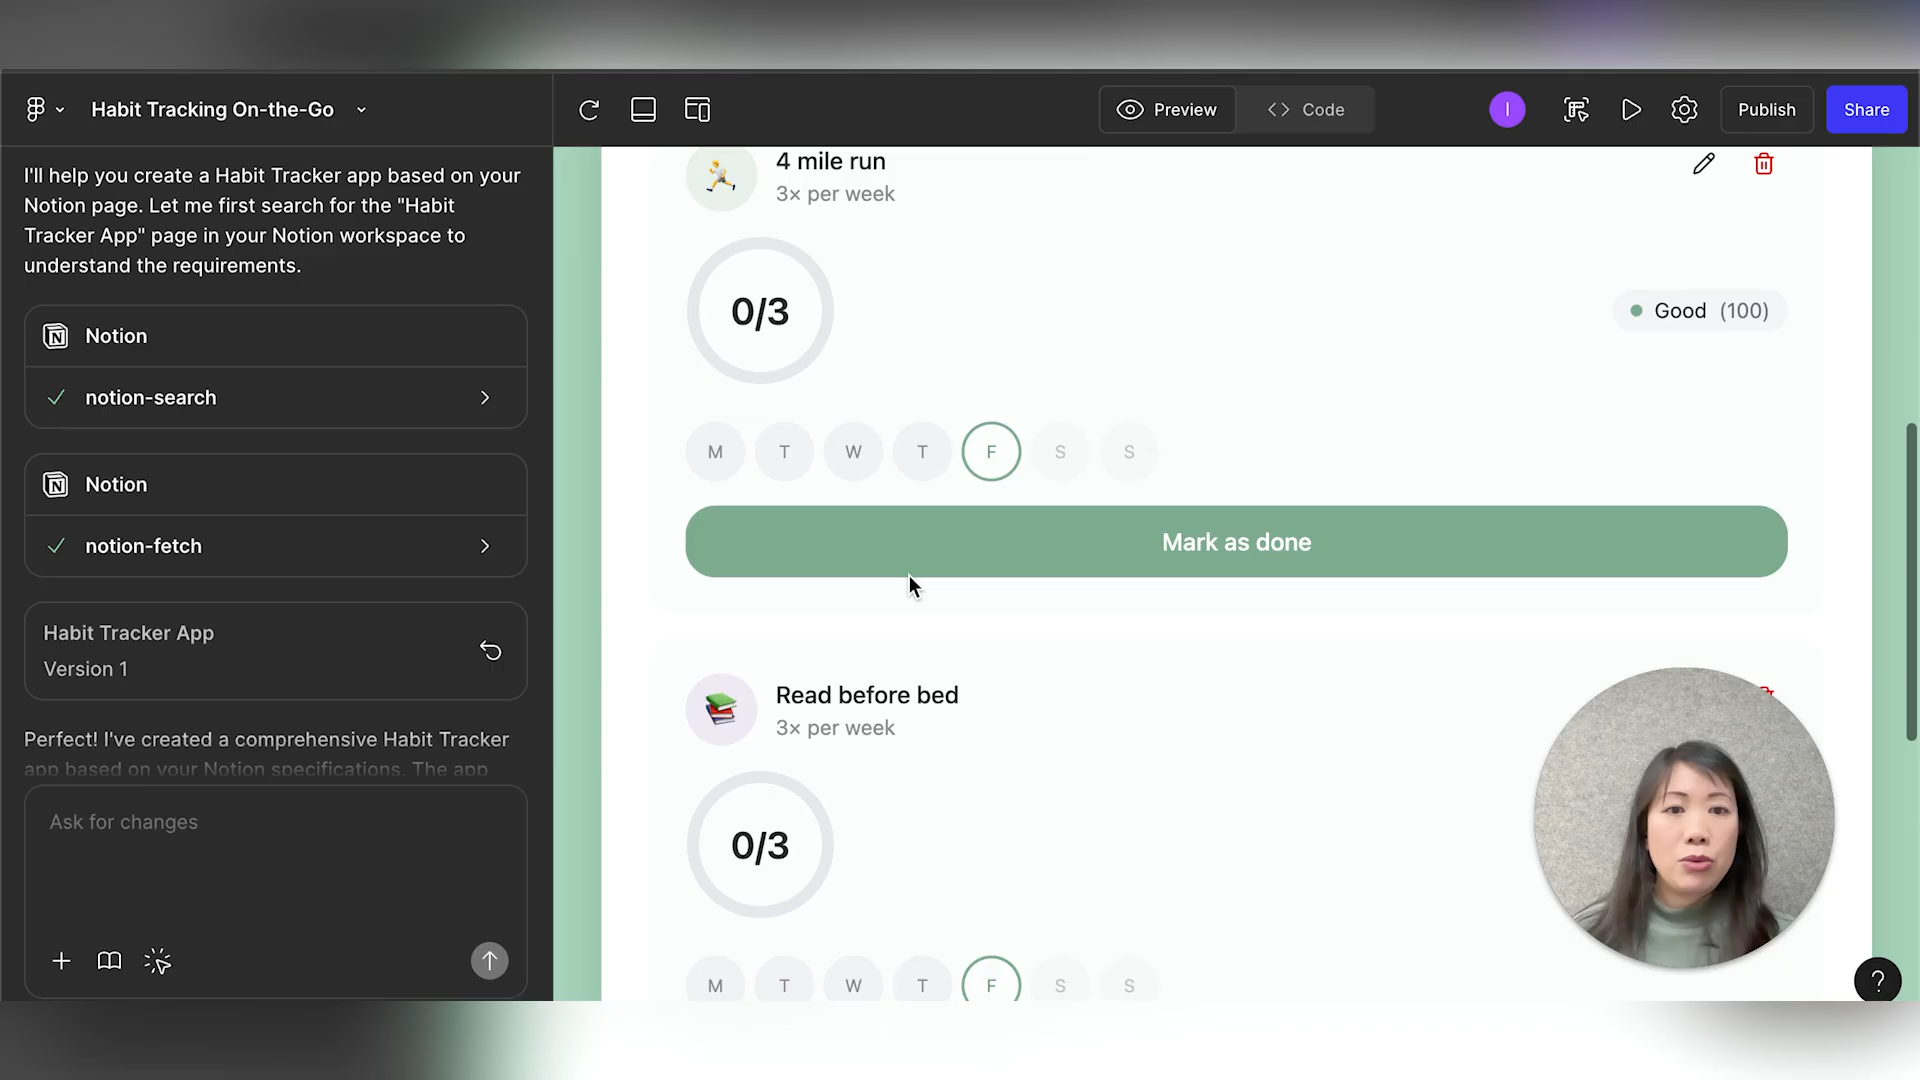 Habit Tracking On-the-Go
Preview
Code
I
Publish
Share
I'll help you create a Habit Tracker app based on your
Notion page. Let me first search for the "Habit
Tracker App" page in your Notion workspace to
understand the requirements.
Notion
notion-search
Notion
notion-fetch
Habit Tracker App
Version 1
Perfect! I've created a comprehensive Habit Tracker
app based on your Notion specifications. The app
Ask for changes
4 mile run
3× per week
0/3
Good (100)
M T W T F S S
Mark as done
Read before bed
3× per week
0/3
M T W T F S S
?